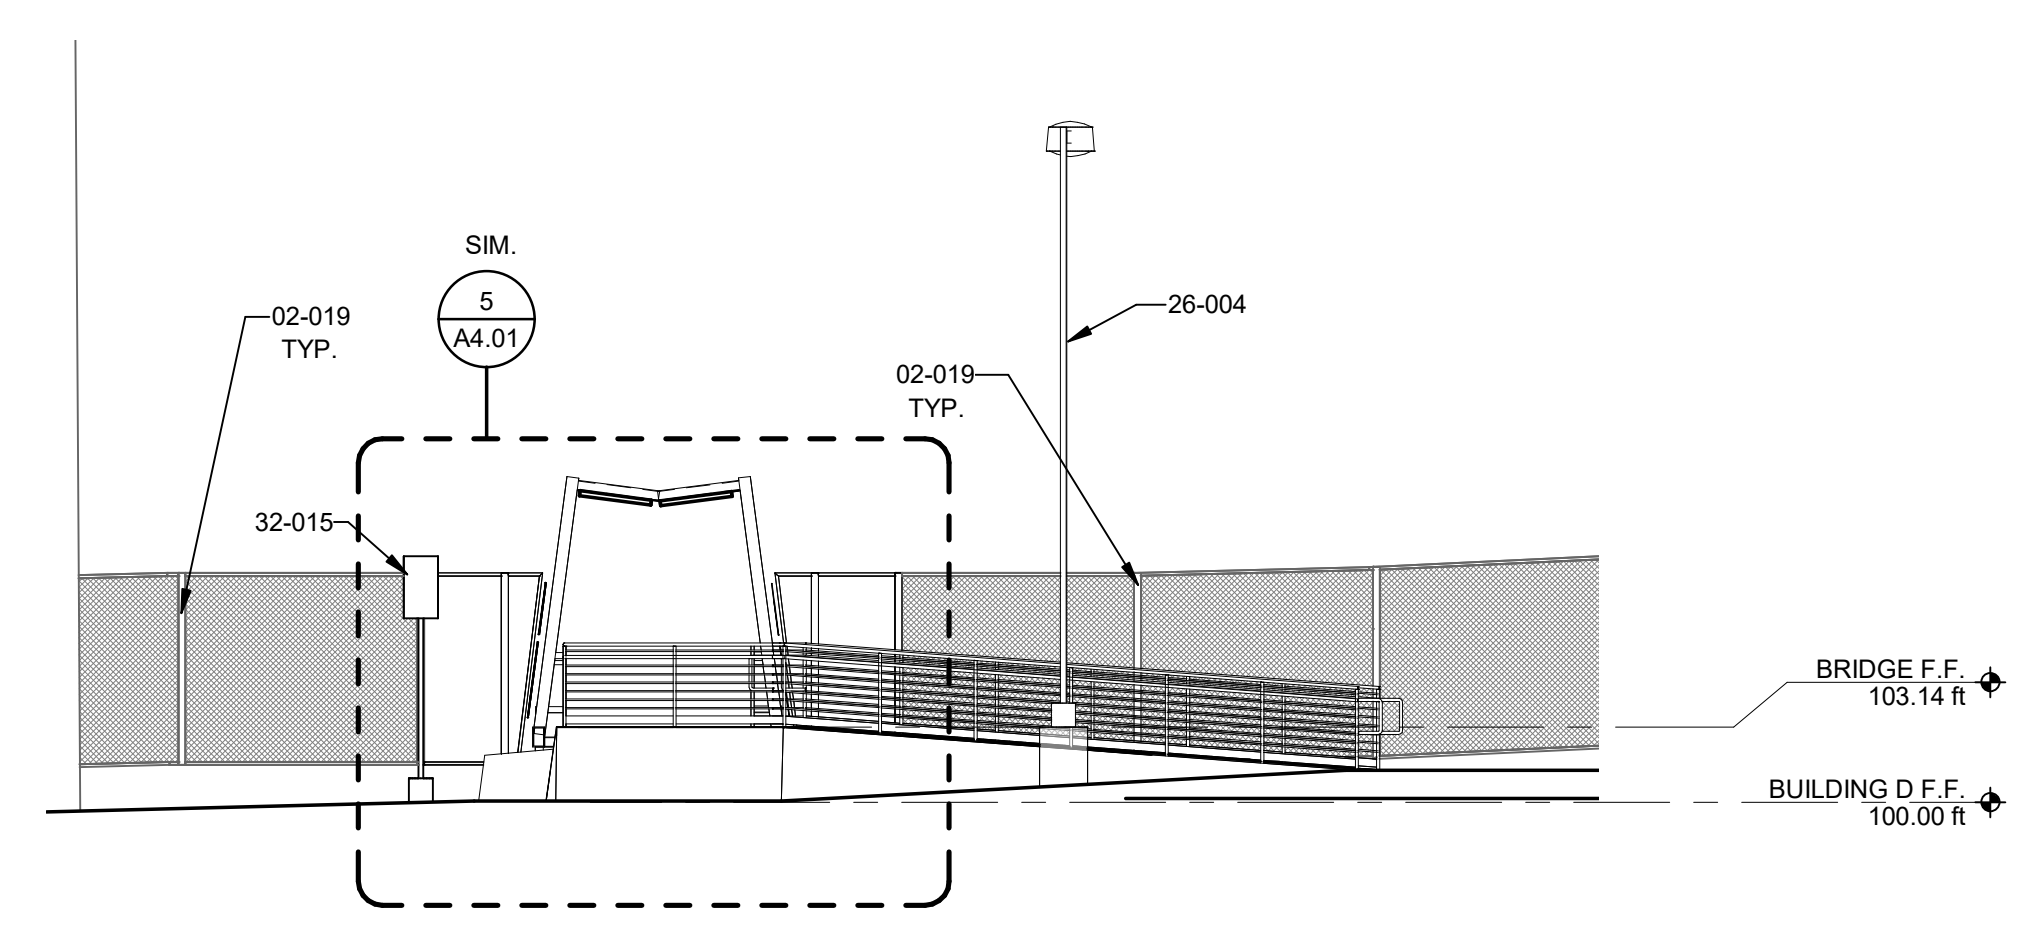 SIM.
5
A4.01
02-019
TYP.
26-004
02-019
TYP.
32-015
BRIDGE F.F.
103.14 ft
BUILDING D F.F.
100.00 ft